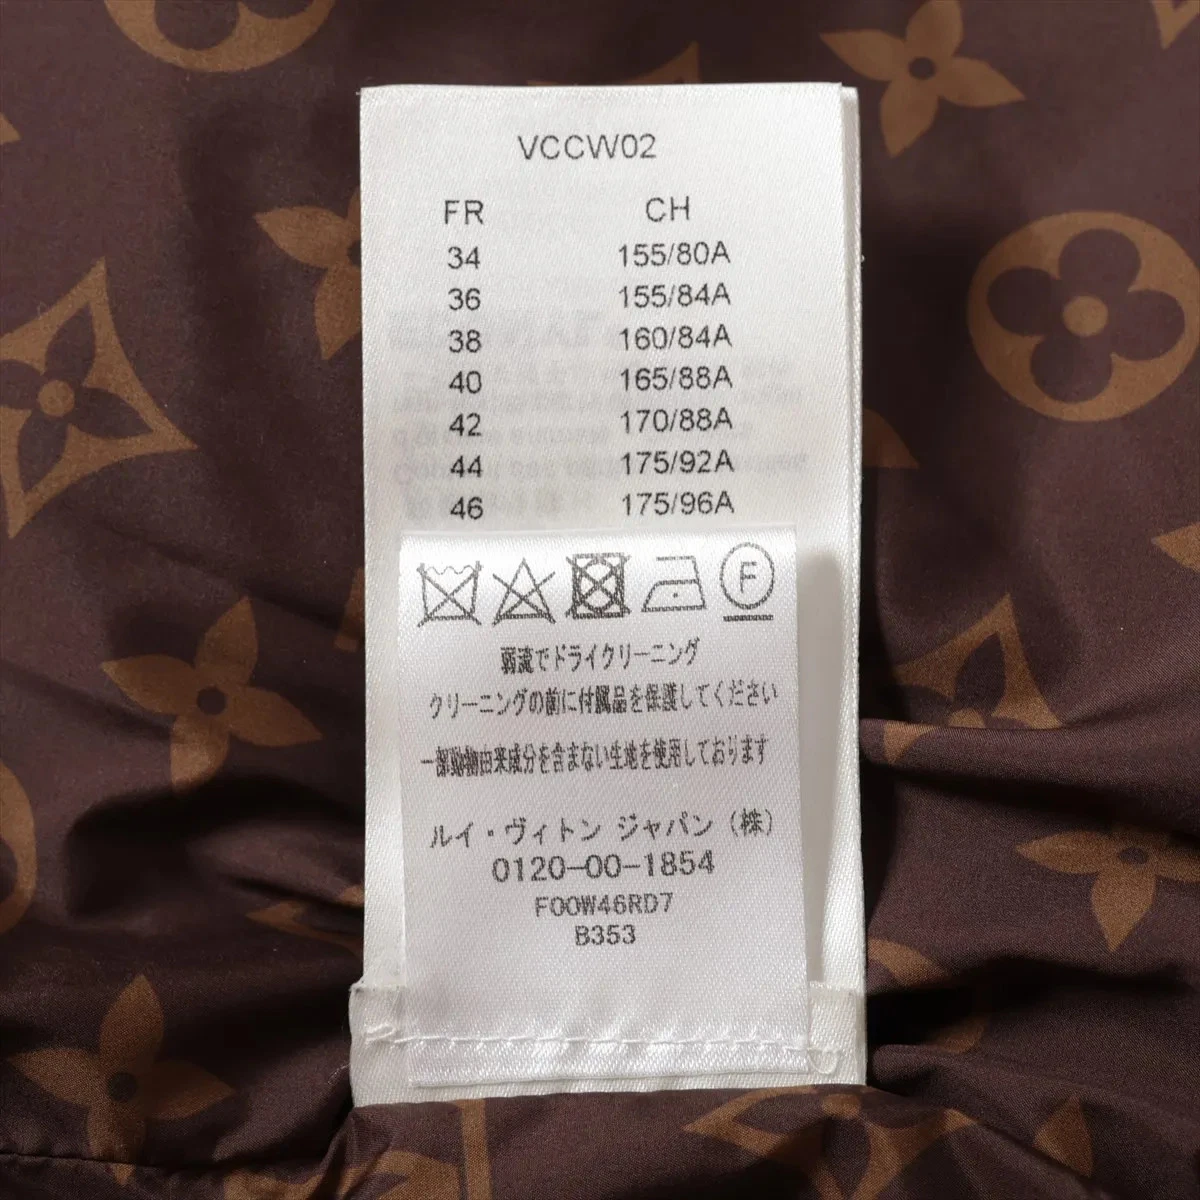 VCCW02
FR CH
34 155/80A
36 155/84A
38 160/84A
40 165/88A
42 170/88A
44 175/92A
46 175/96A
F
弱流でドライクリーニング
クリーニングの前に付属品を保護してください
一部動物由来成分を含まない生地を使用しております
ルイ・ヴィトン ジャパン（株）
0120-00-1854
F00W46RD7
B353